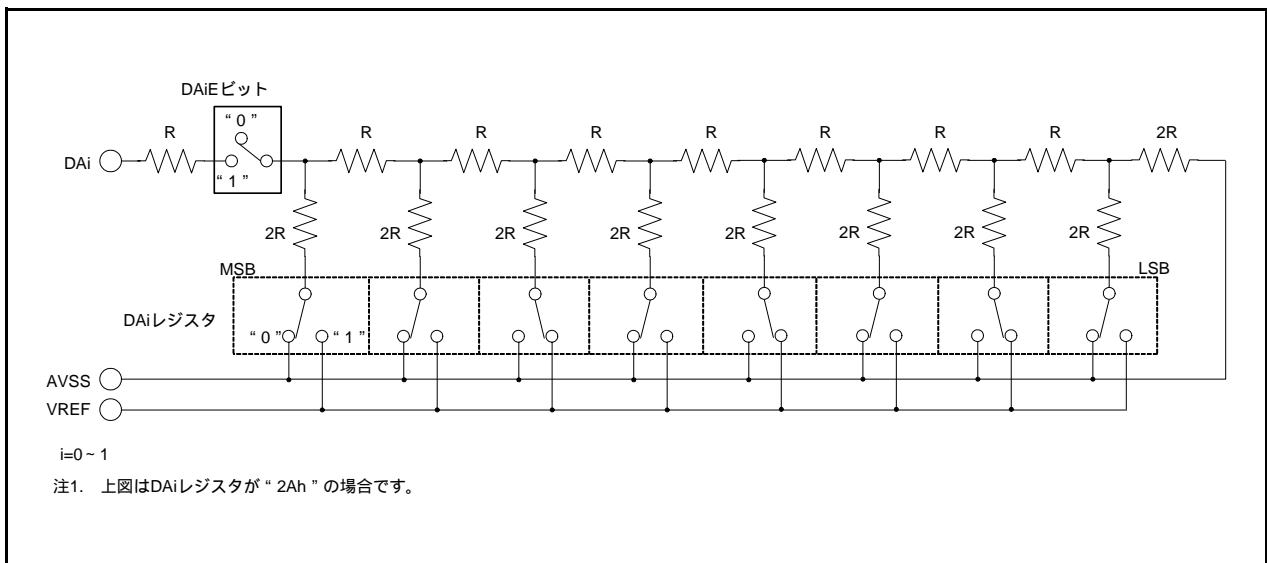 DAiEビット
“ 0 ”
“ 1 ”
DAi
R
R
R
R
R
R
R
R
2R
2R
2R
2R
2R
2R
2R
2R
2R
MSB
LSB
DAiレジスタ
“ 0 ”
“ 1 ”
AVSS
VREF
i=0~1
注1. 上図はDAiレジスタが“ 2Ah ”の場合です。